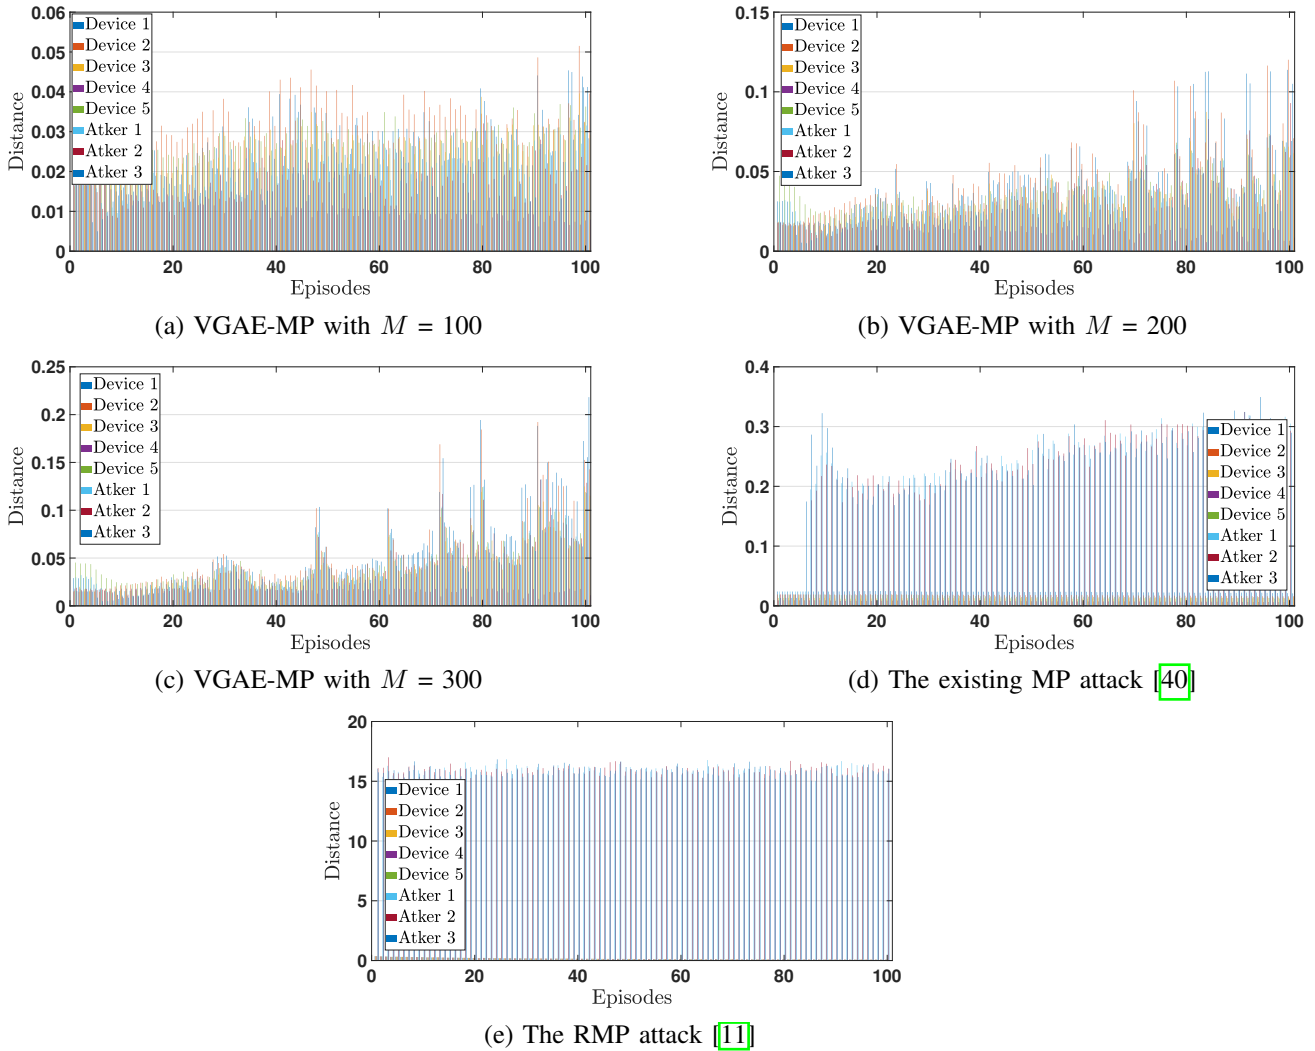 0.06
0.05
0.04
0.03
0.02
0.01
0
Distance
Device 1
Device 2
Device 3
Device 4
Device 5
Atker 1
Atker 2
Atker 3
0 20 40 60 80 100
Episodes
(a) VGAE-MP with M = 100
0.15
0.1
0.05
0
Distance
Device 1
Device 2
Device 3
Device 4
Device 5
Atker 1
Atker 2
Atker 3
0 20 40 60 80 100
Episodes
(b) VGAE-MP with M = 200
0.25
0.2
0.15
0.1
0.05
0
Distance
Device 1
Device 2
Device 3
Device 4
Device 5
Atker 1
Atker 2
Atker 3
0 20 40 60 80 100
Episodes
(c) VGAE-MP with M = 300
0.4
0.3
0.2
0.1
0
Distance
Device 1
Device 2
Device 3
Device 4
Device 5
Atker 1
Atker 2
Atker 3
0 20 40 60 80 100
Episodes
(d) The existing MP attack [40]
20
15
10
5
0
Distance
Device 1
Device 2
Device 3
Device 4
Device 5
Atker 1
Atker 2
Atker 3
0 20 40 60 80 100
Episodes
(e) The RMP attack [11]